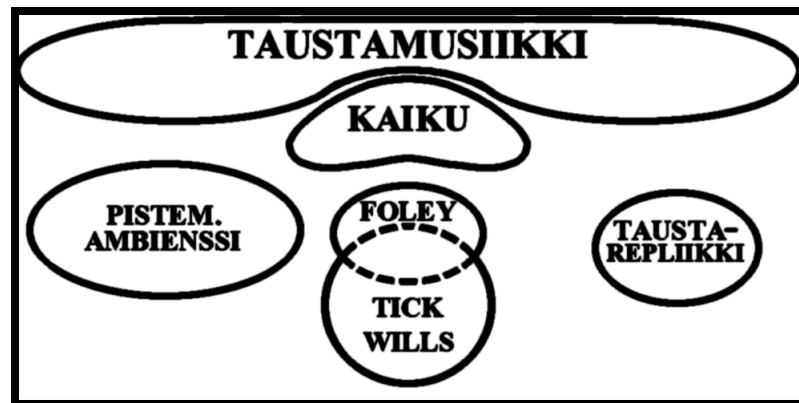 TAUSTAMUSIIKKI
KAIKU
PISTEM.
AMBIENSSI
FOLEY
TICK
WILLS
TAUSTA-
REPLIIKKI